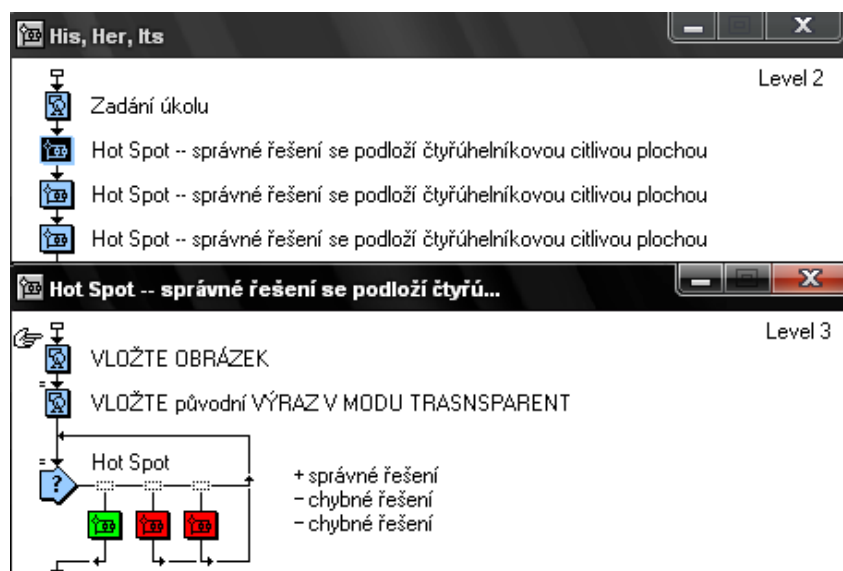 His, Her, Its
Level 2
Zadání úkolu
Hot Spot -- správné řešení se podloží čtyřúhelníkovou citlivou plochou
Hot Spot -- správné řešení se podloží čtyřúhelníkovou citlivou plochou
Hot Spot -- správné řešení se podloží čtyřúhelníkovou citlivou plochou
Hot Spot -- správné řešení se podloží čtyřú...
Level 3
VLOŽTE OBRÁZEK
VLOŽTE původní VÝRAZ V MODU TRASNSPARENT
Hot Spot
+ správné řešení
- chybné řešení
- chybné řešení